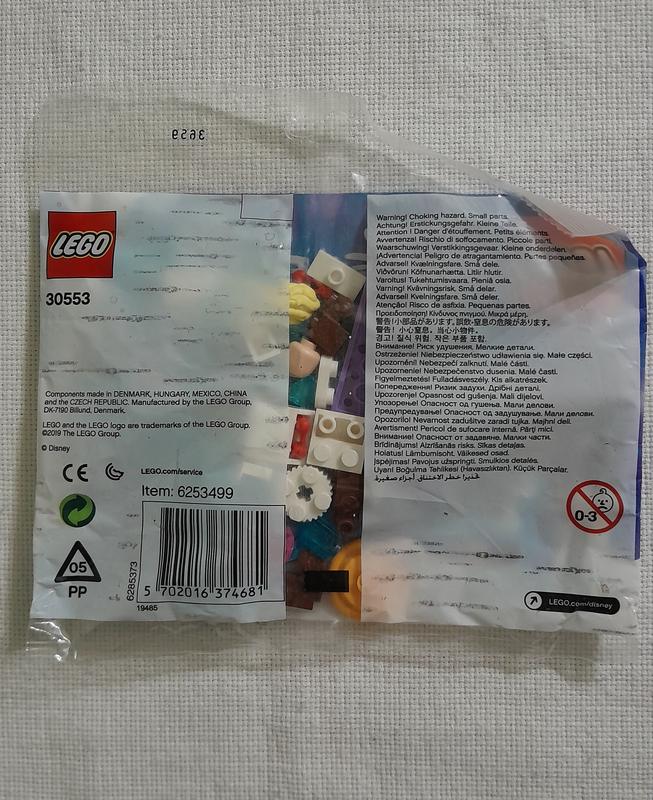 36S9
LEGO
30553
Components made in DENMARK, HUNGARY, MEXICO, CHINA
and the CZECH REPUBLIC. Manufactured by the LEGO Group,
DK-7190 Billund, Denmark.
LEGO and the LEGO logo are trademarks of the LEGO Group.
©2019 The LEGO Group.
© Disney
CE
LEGO.com/service
Item: 6253499
05
PP
6285373
5 702016 374681
19485
Warning! Choking hazard. Small parts.
Achtung! Erstickungsgefahr. Kleine Teile.
Attention ! Danger d'étouffement. Petits éléments.
Avvertenza! Rischio di soffocamento. Piccole parti.
Waarschuwing! Verstikkingsgevaar. Kleine onderdelen.
¡Advertencia! Peligro de atragantamiento. Partes pequeñas.
Advarsel! Kvælningsfare. Små dele.
Viðvörun! Köfnunarhætta. Litlir hlutir.
Varoitus! Tukehtumisvaara. Pieniä osia.
Varning! Kvävningsrisk. Små delar.
Advarsel! Kvelningsfare. Små deler.
Atenção! Risco de asfixia. Pequenas partes.
Προειδοποίηση! Κίνδυνος πνιγμού. Μικρά μέρη.
警告!小部品があります。誤飲・窒息の危険があります。
警告! 小心窒息。当心小物件。
경고! 질식 위험. 작은 부품 포함.
Внимание! Риск удушения. Мелкие детали.
Ostrzeżenie! Niebezpieczeństwo udławienia się. Małe części.
Upozornění! Nebezpečí zalknutí. Malé části.
Upozornenie! Nebezpečenstvo dusenia. Malé časti.
Figyelmeztetés! Fulladásveszély. Kis alkatrészek.
Попередження! Ризик задухи. Дрібні деталі.
Upozorenje! Opasnost od gušenja. Mali dijelovi.
Упозорење! Опасност од гушења. Мали делови.
Предупредување! Опасност од задушување. Мали делови.
Opozorilo! Nevarnost zadušitve zaradi tujka. Majhni deli.
Avertisment! Pericol de sufocare internă. Părți mici.
Внимание! Опасност от задавяне. Малки части.
Brīdinājums! Aizrīšanās risks. Sīkas detaļas.
Hoiatus! Lämbumisoht. Väikesed osad.
Įspėjimas! Pavojus užspringti. Smulkios detalės.
Uyarı! Boğulma Tehlikesi (Havasızlıktan). Küçük Parçalar.
تحذير! خطر الاختناق. أجزاء صغيرة
0-3
LEGO.com/disney